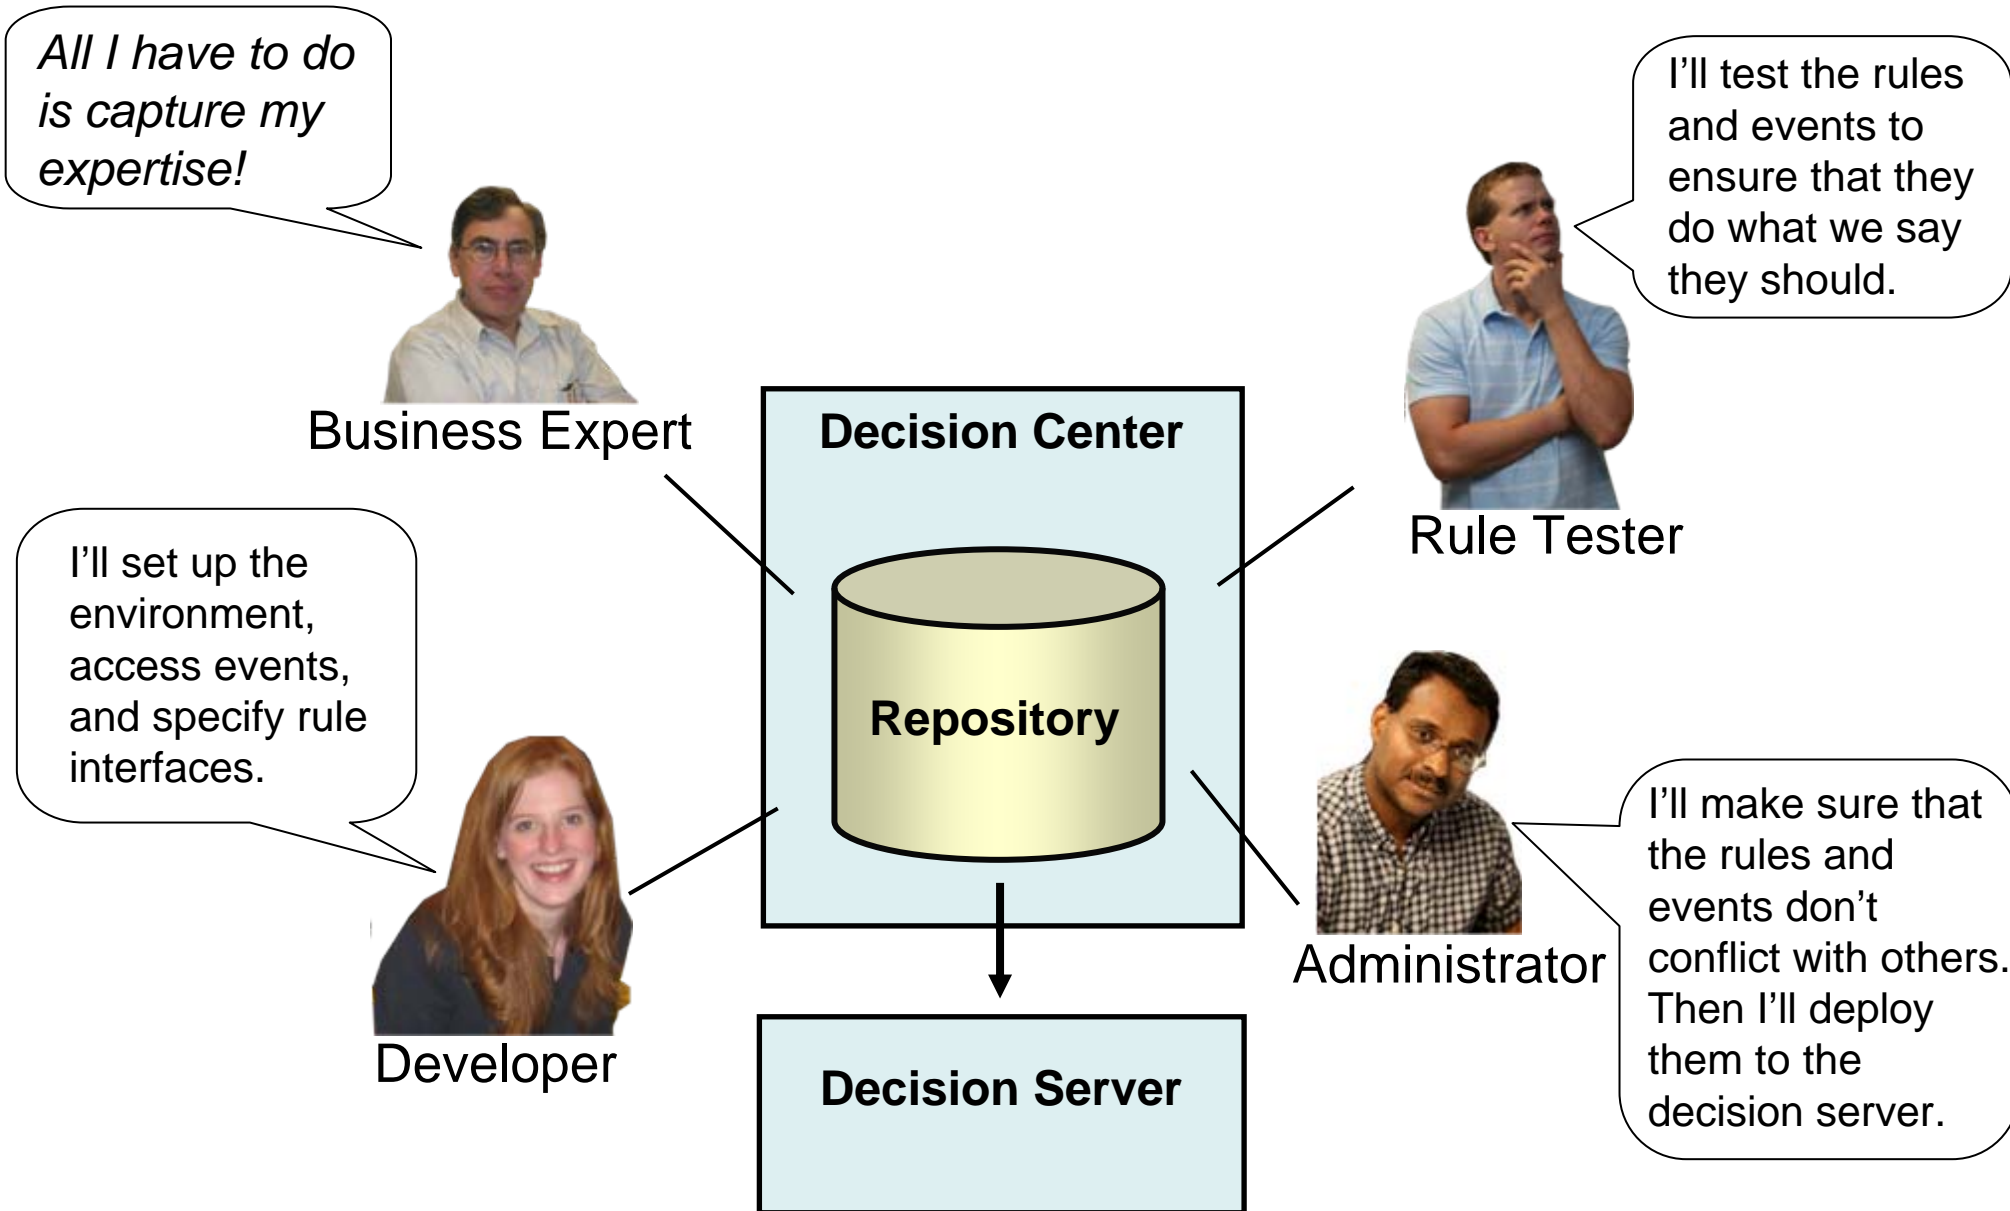 All I have to do
is capture my
expertise!
I’ll test the rules
and events to
ensure that they
do what we say
they should.
Business Expert
Decision Center
Rule Tester
I’ll set up the
environment,
access events,
and specify rule
interfaces.
Repository
I’ll make sure that
the rules and
events don’t
conflict with others.
Then I’ll deploy
them to the
decision server.
Administrator
Developer
Decision Server